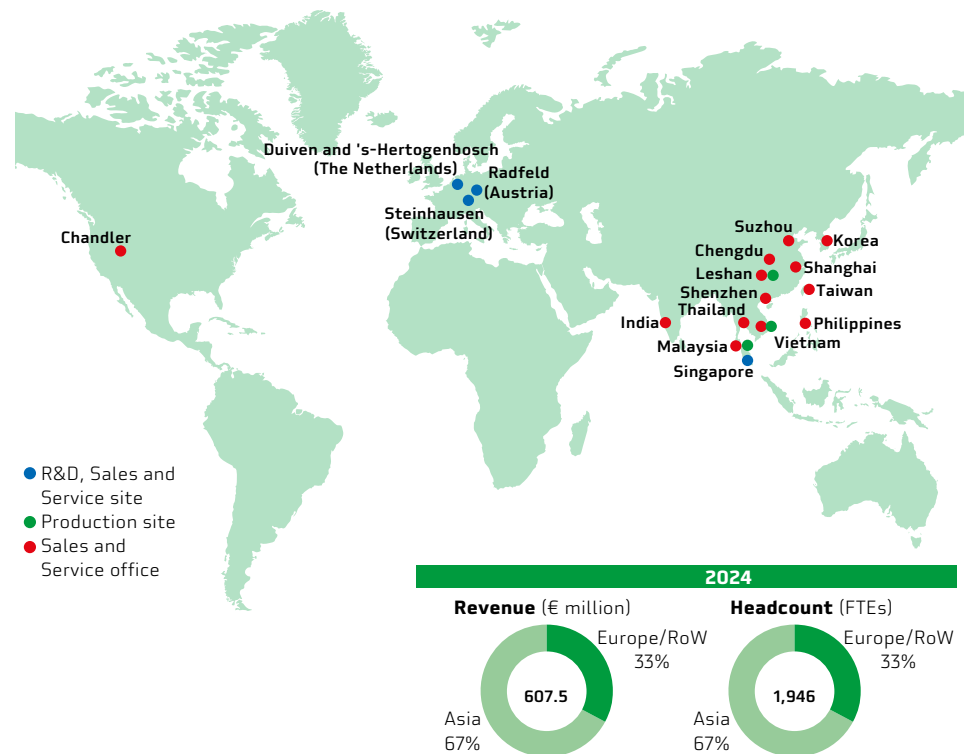 Duiven and 's-Hertogenbosch
(The Netherlands)
Radfeld
(Austria)
Steinhausen
(Switzerland)
Chandler
Suzhou
Korea
Chengdu
Shanghai
Leshan
Shenzhen
Taiwan
Thailand
India
Philippines
Vietnam
Malaysia
Singapore
R&D, Sales and
Service site
Production site
Sales and
Service office
2024
Revenue (€ million)
Europe/RoW
33%
607.5
Asia
67%
Headcount (FTEs)
Europe/RoW
33%
1,946
Asia
67%